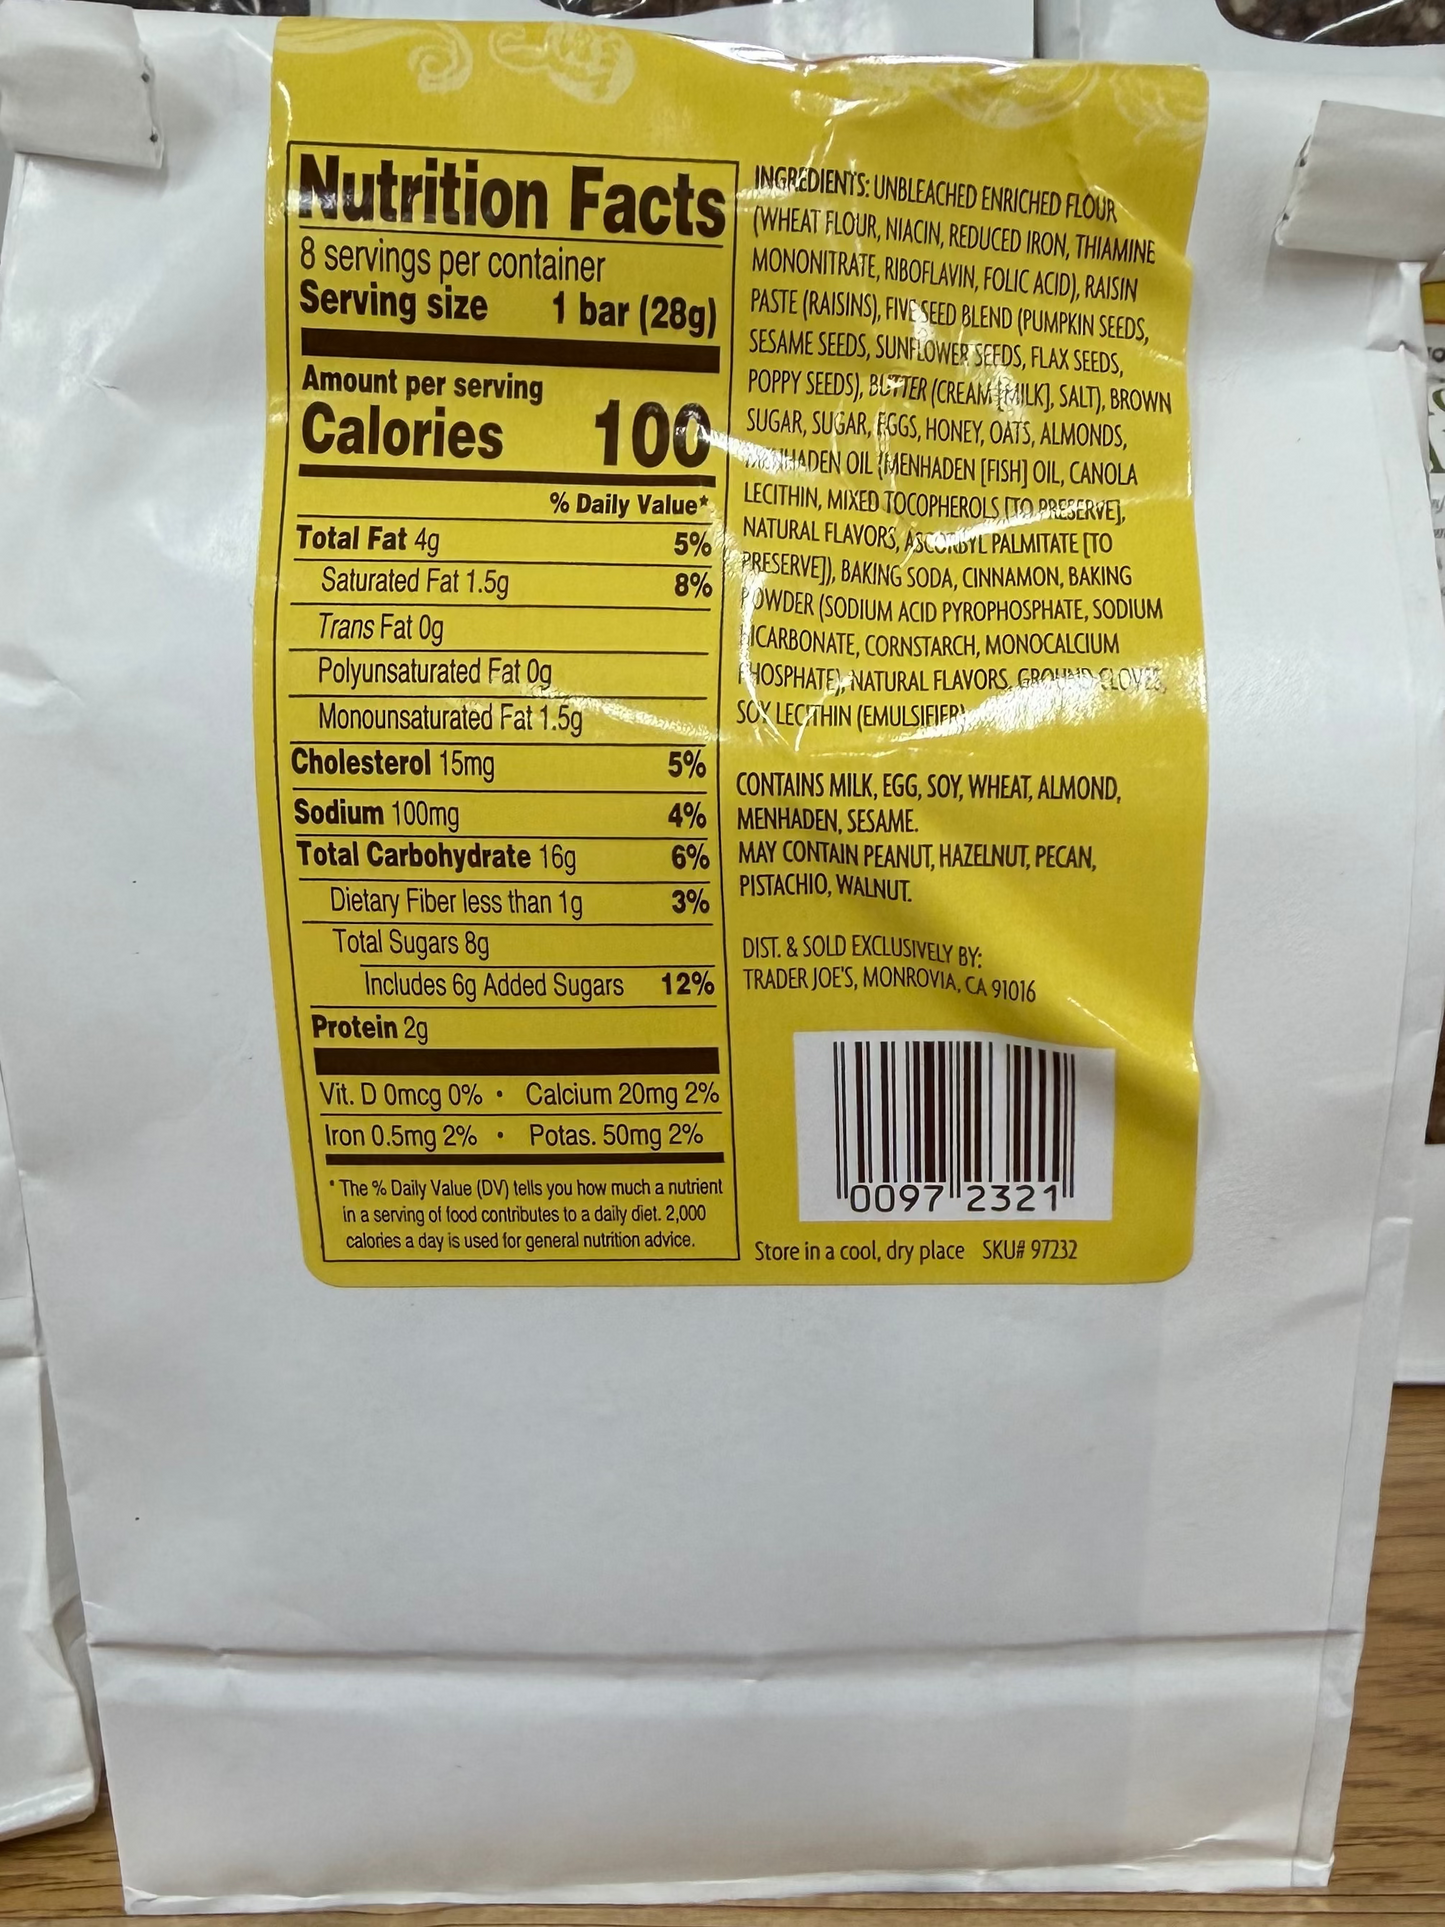 Nutrition Facts
8 servings per container
Serving size 1 bar (28g)
Amount per serving
Calories 100
% Daily Value*
Total Fat 4g 5%
Saturated Fat 1.5g 8%
Trans Fat 0g
Polyunsaturated Fat 0g
Monounsaturated Fat 1.5g
Cholesterol 15mg 5%
Sodium 100mg 4%
Total Carbohydrate 16g 6%
Dietary Fiber less than 1g 3%
Total Sugars 8g
Includes 6g Added Sugars 12%
Protein 2g
Vit. D 0mcg 0% • Calcium 20mg 2%
Iron 0.5mg 2% • Potas. 50mg 2%
* The % Daily Value (DV) tells you how much a nutrient
in a serving of food contributes to a daily diet. 2,000
calories a day is used for general nutrition advice.
INGREDIENTS: UNBLEACHED ENRICHED FLOUR
(WHEAT FLOUR, NIACIN, REDUCED IRON, THIAMINE
MONONITRATE, RIBOFLAVIN, FOLIC ACID), RAISIN
PASTE (RAISINS), FIVE SEED BLEND (PUMPKIN SEEDS,
SESAME SEEDS, SUNFLOWER SEEDS, FLAX SEEDS,
POPPY SEEDS), BUTTER (CREAM [MILK], SALT), BROWN
SUGAR, SUGAR, EGGS, HONEY, OATS, ALMONDS,
MENHADEN OIL (MENHADEN [FISH] OIL, CANOLA
LECITHIN, MIXED TOCOPHEROLS [TO PRESERVE],
NATURAL FLAVORS, ASCORBYL PALMITATE [TO
PRESERVE]), BAKING SODA, CINNAMON, BAKING
POWDER (SODIUM ACID PYROPHOSPHATE, SODIUM
BICARBONATE, CORNSTARCH, MONOCALCIUM
PHOSPHATE), NATURAL FLAVORS, GROUND CLOVES,
SOY LECITHIN (EMULSIFIER).
CONTAINS MILK, EGG, SOY, WHEAT, ALMOND,
MENHADEN, SESAME.
MAY CONTAIN PEANUT, HAZELNUT, PECAN,
PISTACHIO, WALNUT.
DIST. & SOLD EXCLUSIVELY BY:
TRADER JOE'S, MONROVIA, CA 91016
0097 2321
Store in a cool, dry place SKU# 97232